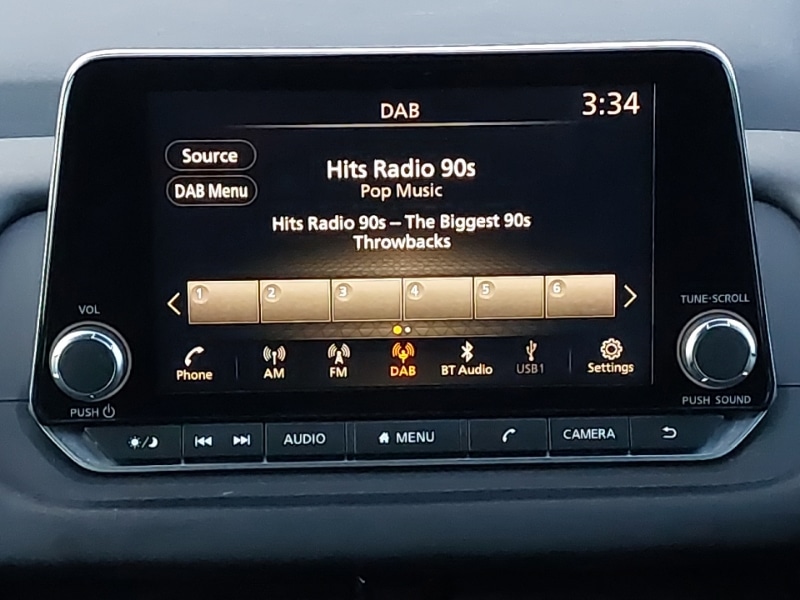 DAB
3:34
Source
Hits Radio 90s
DAB Menu
Pop Music
Hits Radio 90s – The Biggest 90s
Throwbacks
1 2 3 4 5 6
VOL
TUNE·SCROLL
Phone AM FM DAB BT Audio USB1 Settings
PUSH
PUSH SOUND
AUDIO MENU CAMERA